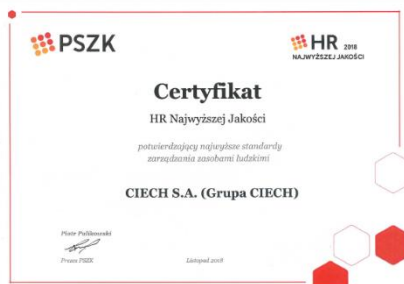 PSZK
HR 2018
NAJWYŻSZEJ JAKOŚCI
Certyfikat
HR Najwyższej Jakości
potwierdzający najwyższe standardy
zarządzania zasobami ludzkimi
CIECH S.A. (Grupa CIECH)
Piotr Palikowski
Prezes PSZK
Listopad 2018